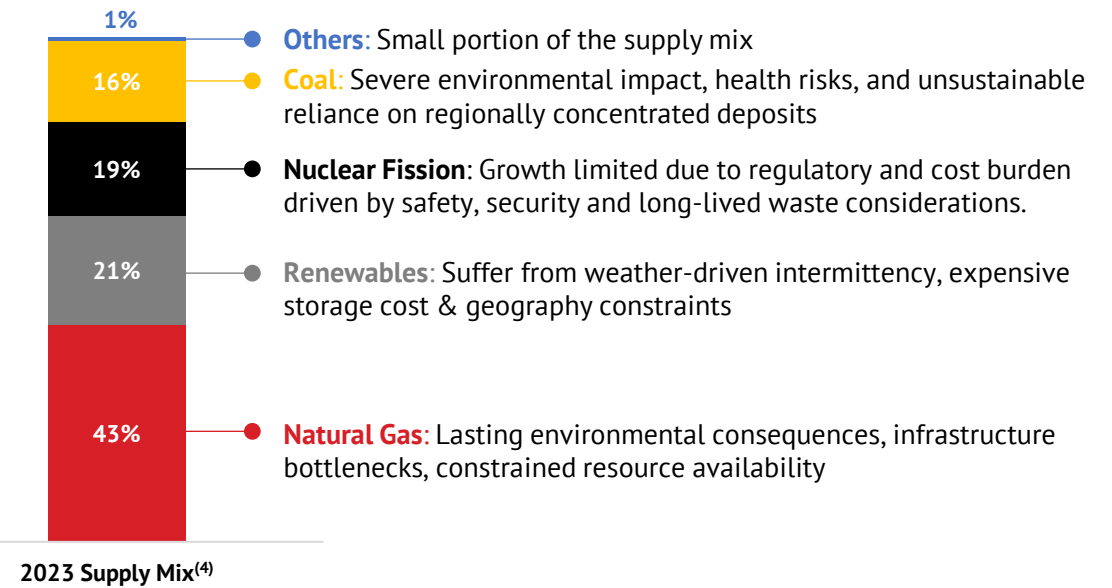 1%
Others: Small portion of the supply mix
16%
Coal: Severe environmental impact, health risks, and unsustainable
reliance on regionally concentrated deposits
19%
Nuclear Fission: Growth limited due to regulatory and cost burden
driven by safety, security and long-lived waste considerations.
21%
Renewables: Suffer from weather-driven intermittency, expensive
storage cost & geography constraints
43%
Natural Gas: Lasting environmental consequences, infrastructure
bottlenecks, constrained resource availability
2023 Supply Mix(4)